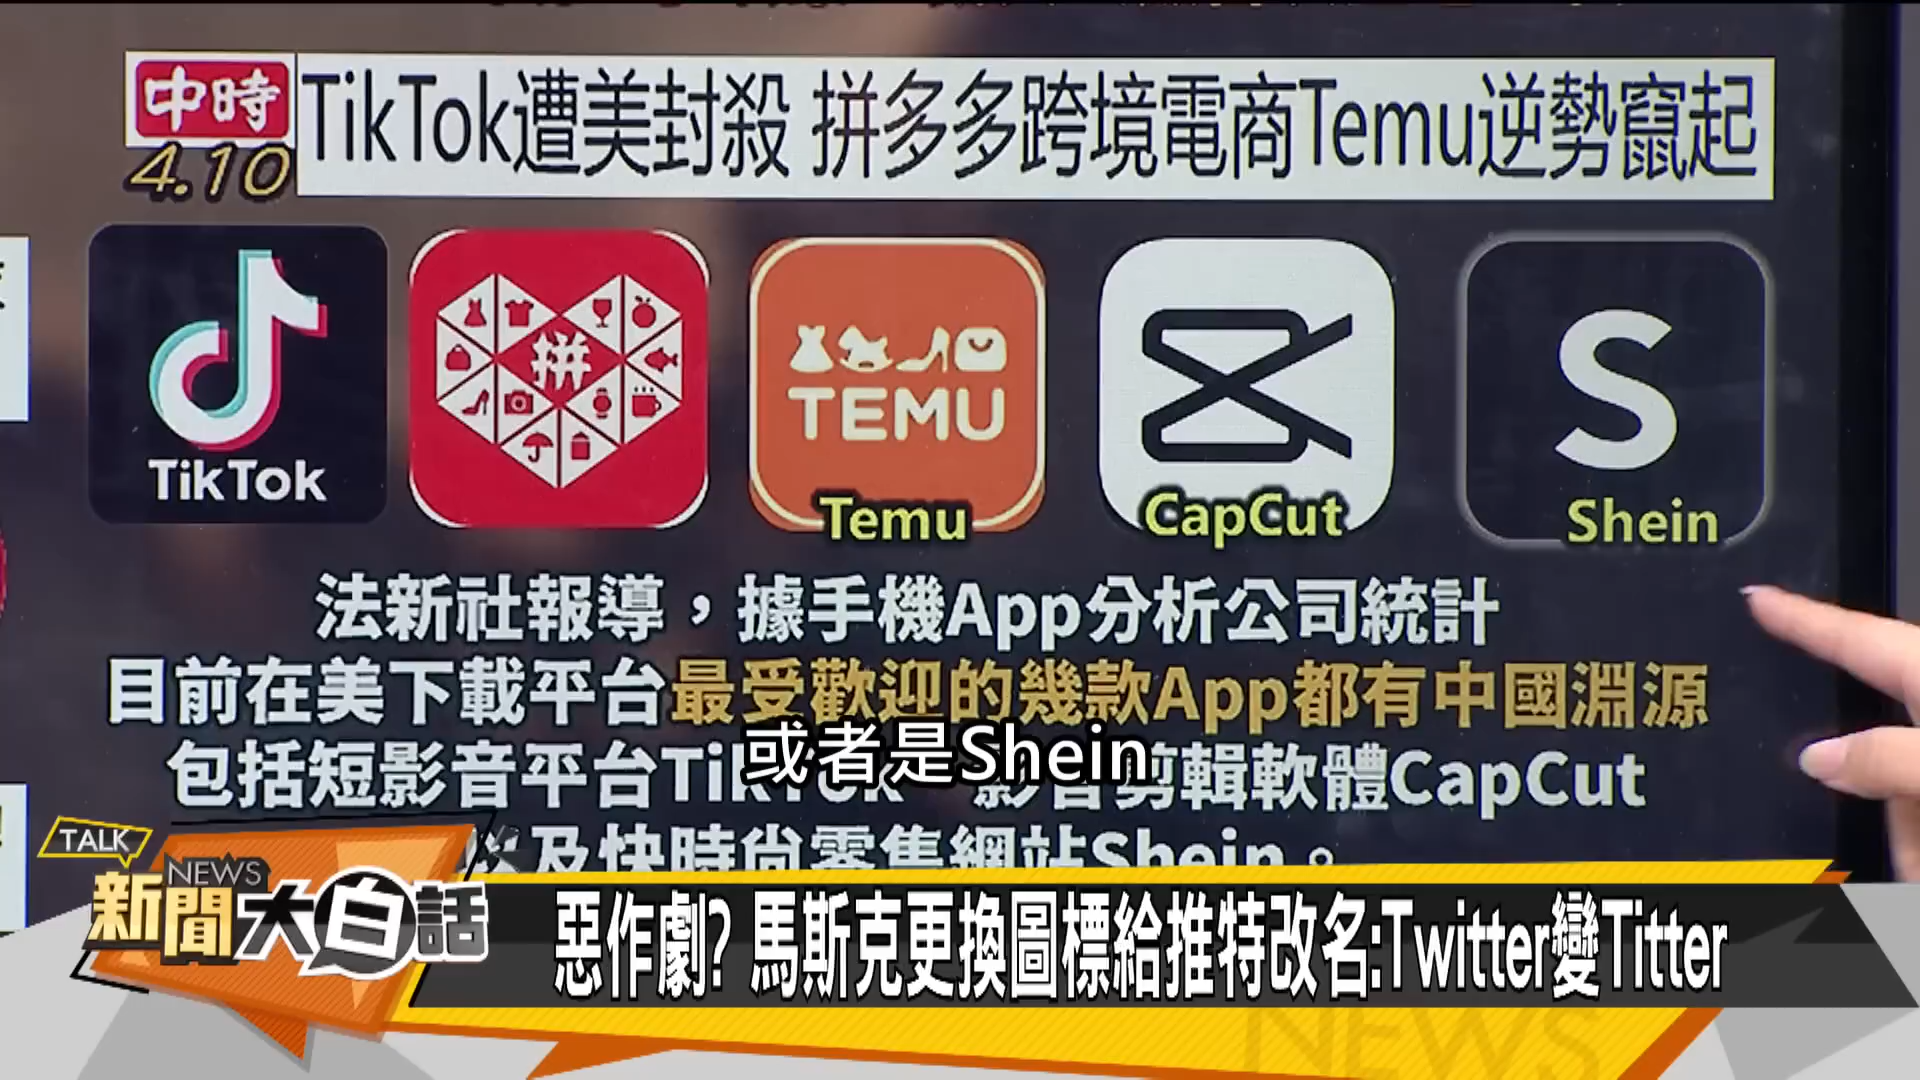 中時
4.10
TikTok遭美封殺 拼多多跨境電商Temu逆勢竄起
TikTok
拼
TEMU
Temu
CapCut
S
Shein
法新社報導，據手機App分析公司統計
目前在美下載平台最受歡迎的幾款App都有中國淵源
包括短影音平台TikTok 影音剪輯軟體CapCut
以及快時尚零售網站Shein。
或者是Shein
TALK
NEWS
新聞大白話
惡作劇? 馬斯克更換圖標給推特改名:Twitter變Titter
NEWS